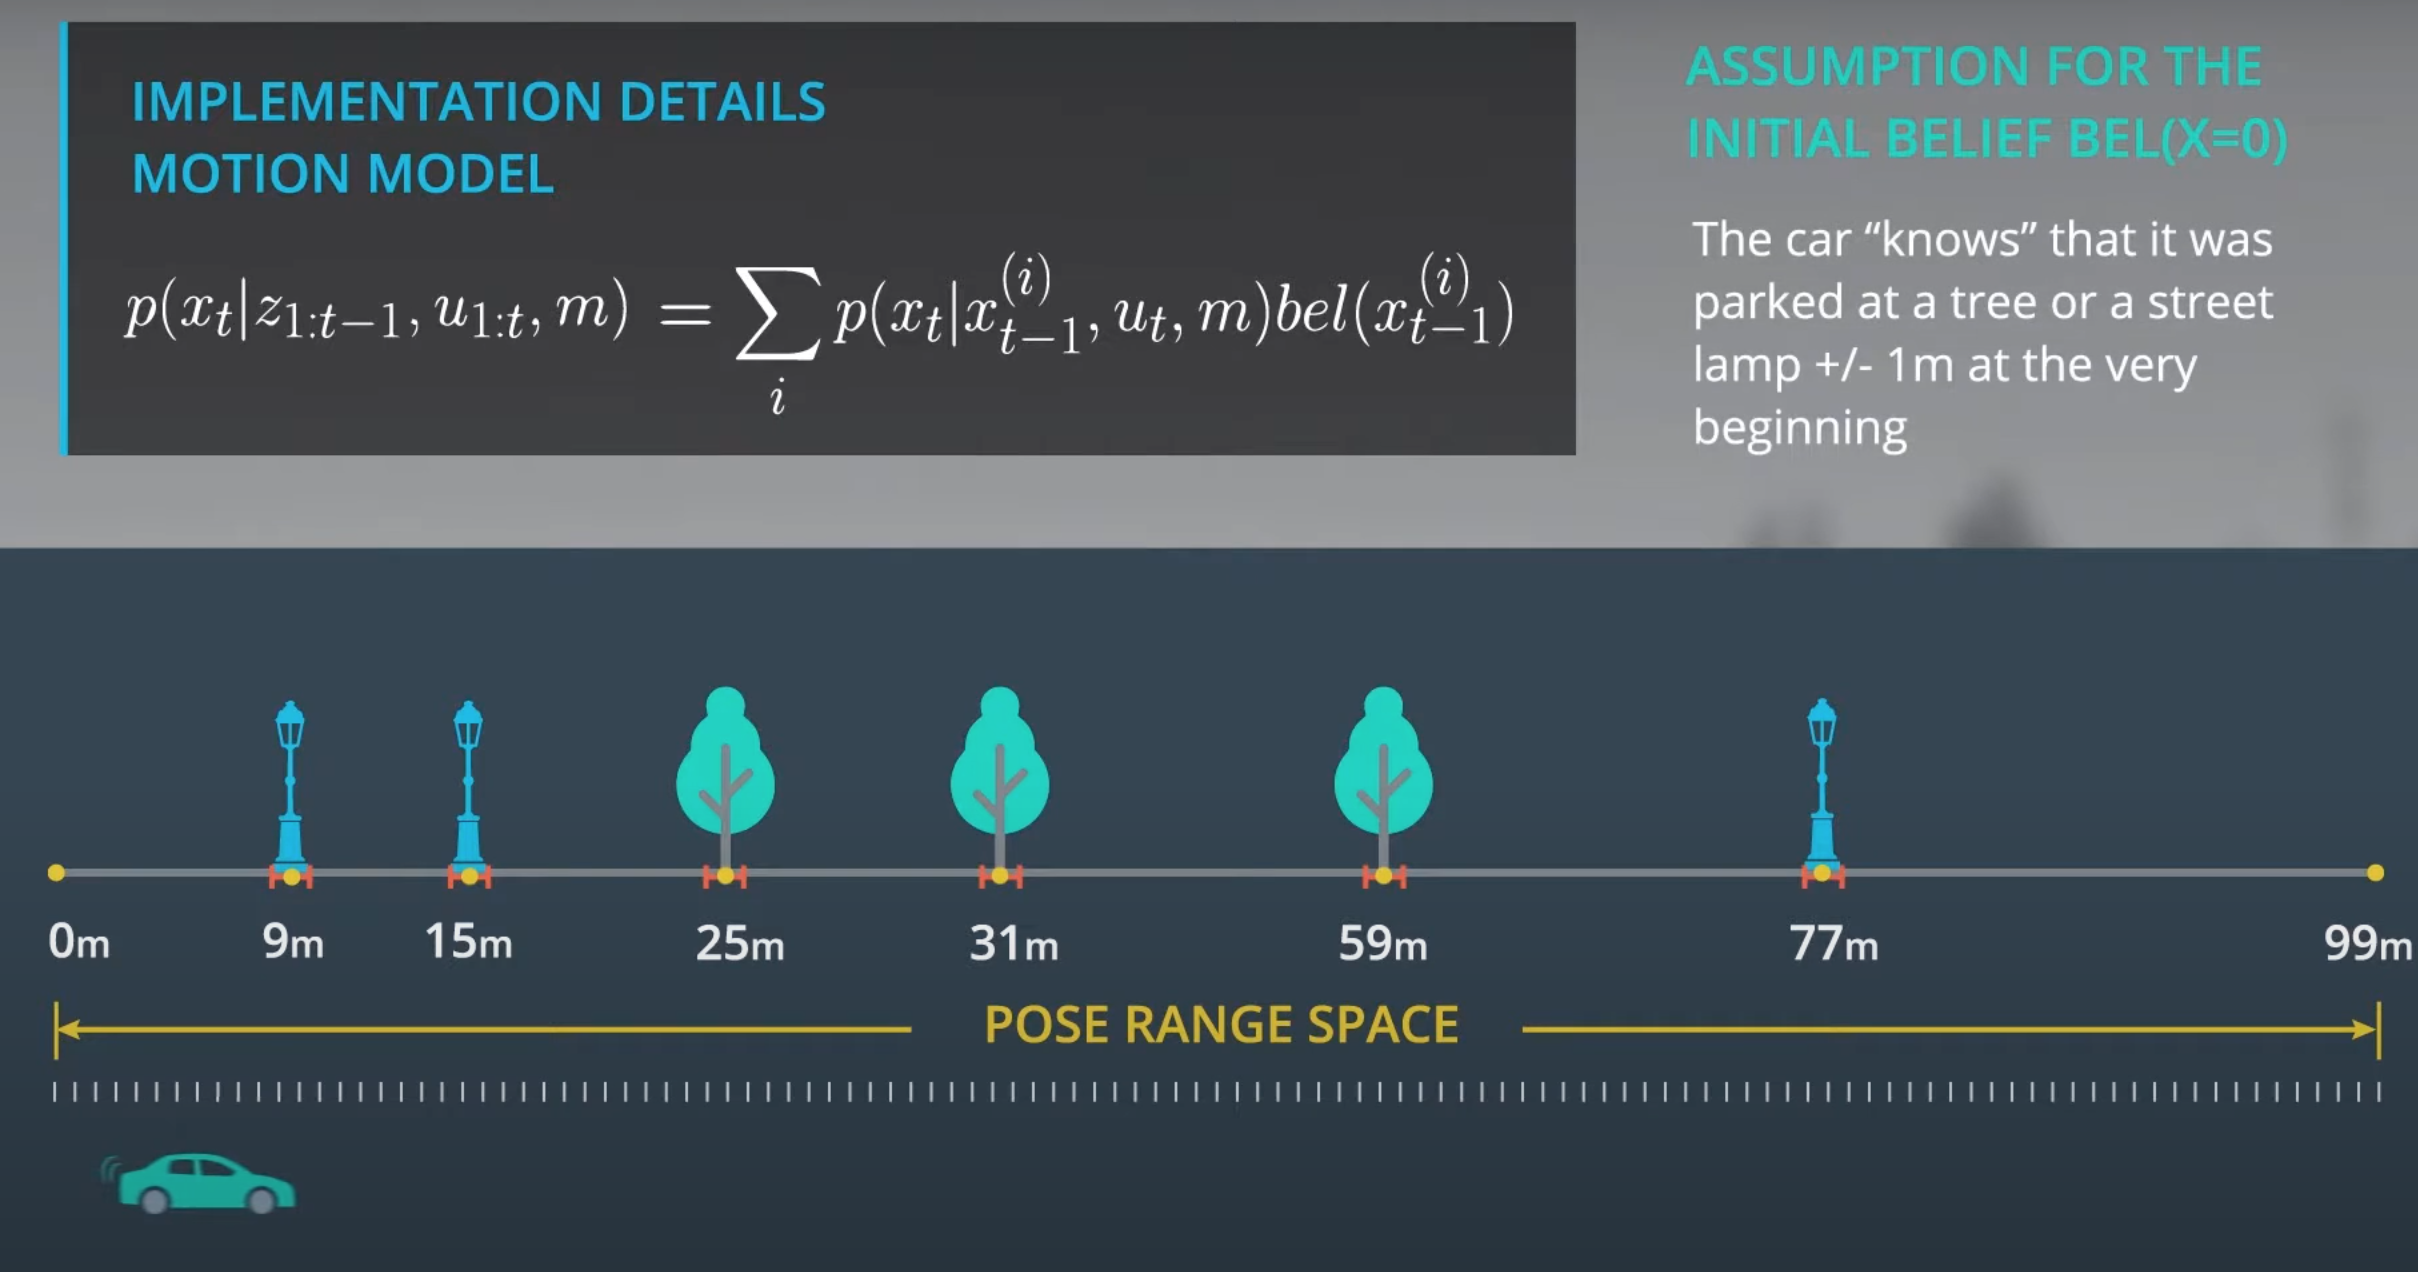 IMPLEMENTATION DETAILS
MOTION MODEL
p(x_t|z_{1:t−1}, u_{1:t}, m) = ∑_i p(x_t|x_{t−1}^{(i)}, u_t, m)bel(x_{t−1}^{(i)})
ASSUMPTION FOR THE
INITIAL BELIEF BEL(X=0)
The car “knows” that it was
parked at a tree or a street
lamp +/- 1m at the very
beginning
0m 9m 15m 25m 31m 59m 77m 99m
POSE RANGE SPACE